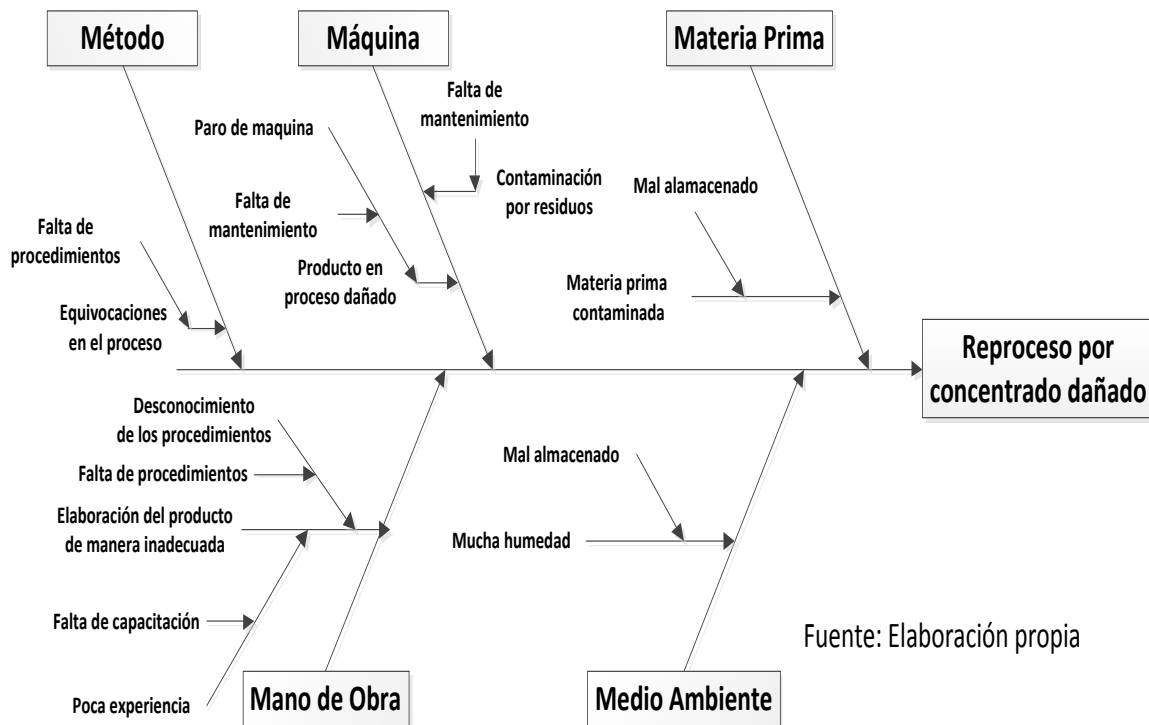 Método
Máquina
Materia Prima
Falta de
mantenimiento
Paro de maquina
Contaminación
por residuos
Mal alamacenado
Falta de
mantenimiento
Falta de
procedimientos
Producto en
proceso dañado
Materia prima
contaminada
Equivocaciones
en el proceso
Reproceso por
concentrado dañado
Desconocimiento
de los procedimientos
Falta de procedimientos
Mal almacenado
Elaboración del producto
de manera inadecuada
Mucha humedad
Falta de capacitación
Poca experiencia
Fuente: Elaboración propia
Mano de Obra
Medio Ambiente